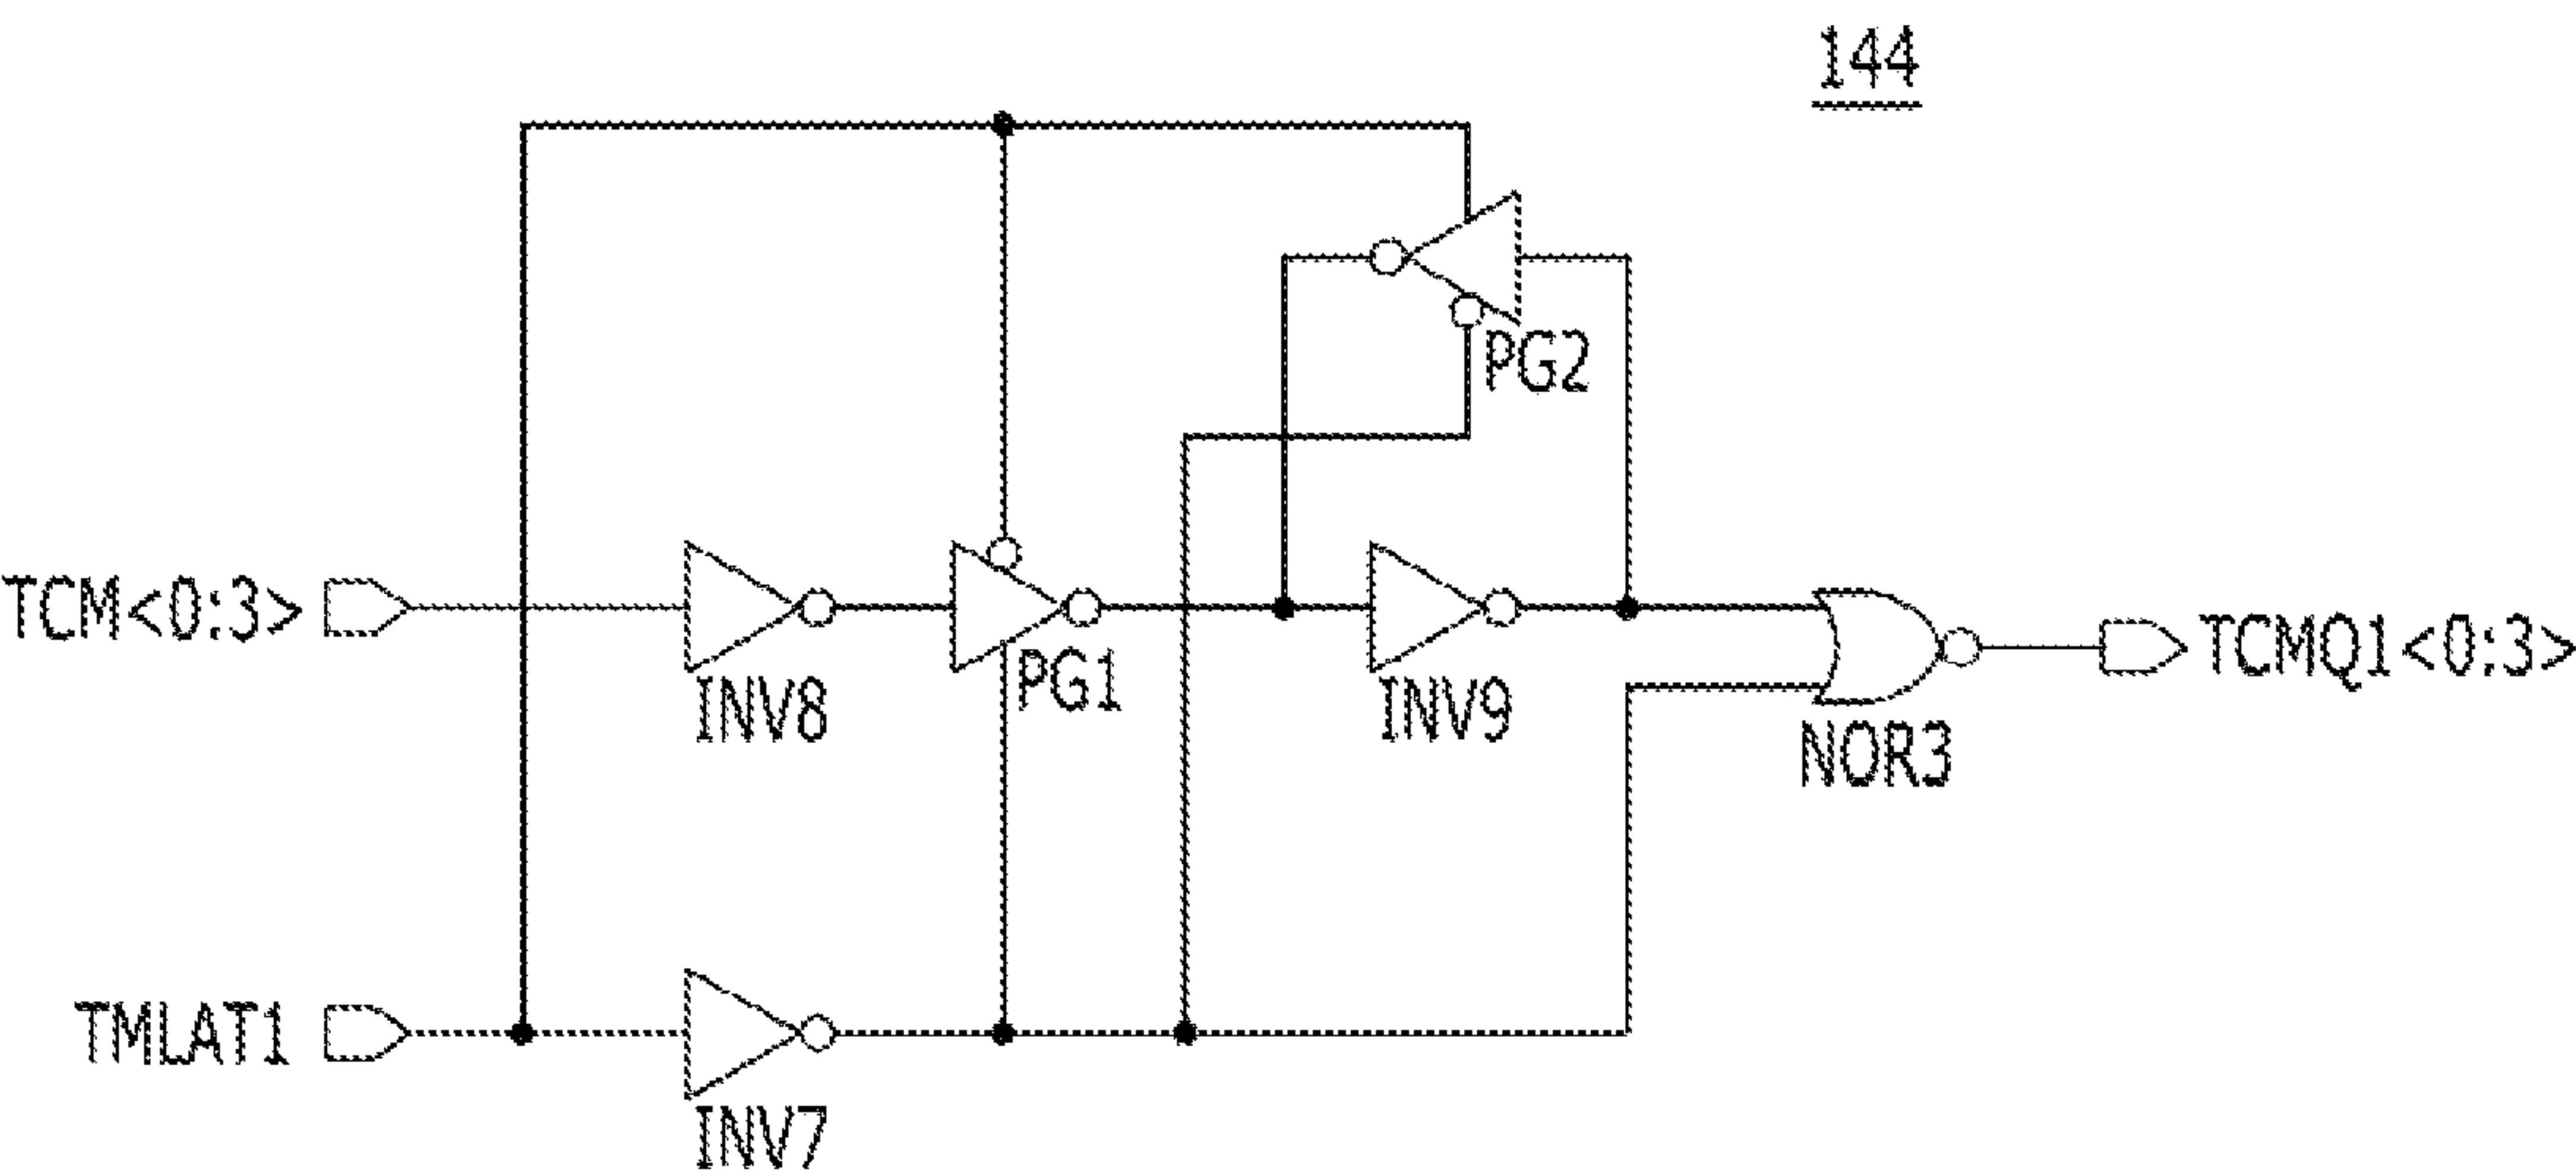 144
PG2
TCM<0:3>
PG1
INV8
INV9
TCMQ1<0:3>
NOR3
TMLAT1
INV7